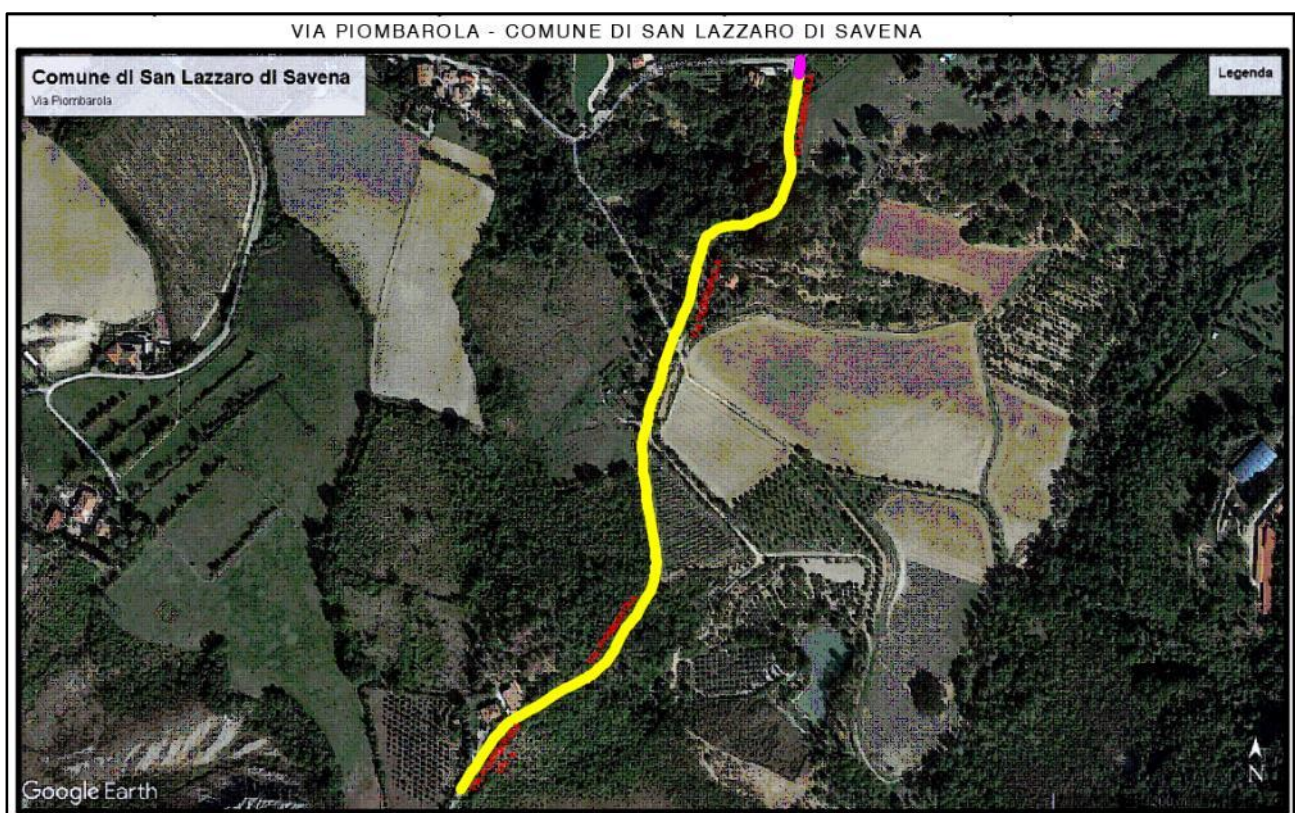 VIA PIOMBAROLA - COMUNE DI SAN LAZZARO DI SAVENA
Comune di San Lazzaro di Savena
Via Piombarola
Legenda
N
Google Earth